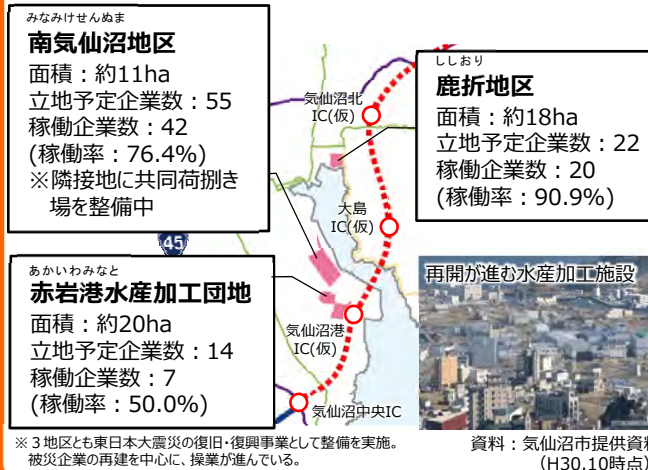 みなみけせんぬま
南気仙沼地区
面積：約11ha
立地予定企業数：55
稼働企業数：42
(稼働率：76.4%)
※隣接地に共同荷捌き
場を整備中
ししおり
鹿折地区
面積：約18ha
立地予定企業数：22
稼働企業数：20
(稼働率：90.9%)
気仙沼北
IC(仮)
大島
IC(仮)
45
あかいわみなと
赤岩港水産加工団地
面積：約20ha
立地予定企業数：14
稼働企業数：7
(稼働率：50.0%)
気仙沼港
IC(仮)
気仙沼中央IC
再開が進む水産加工施設
※３地区とも東日本大震災の復旧・復興事業として整備を実施。
被災企業の再建を中心に、操業が進んでいる。
資料：気仙沼市提供資料
(H30.10時点)